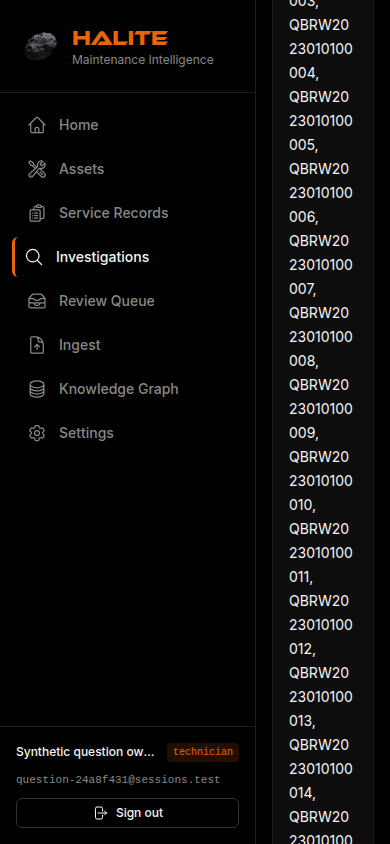 HALITE
Maintenance Intelligence
Home
Assets
Service Records
Investigations
Review Queue
Ingest
Knowledge Graph
Settings
Synthetic question ow...
technician
question-24a8f431@sessions.test
Sign out
003,
QBRW20
23010100
004,
QBRW20
23010100
005,
QBRW20
23010100
006,
QBRW20
23010100
007,
QBRW20
23010100
008,
QBRW20
23010100
009,
QBRW20
23010100
010,
QBRW20
23010100
011,
QBRW20
23010100
012,
QBRW20
23010100
013,
QBRW20
23010100
014,
QBRW20
23010100